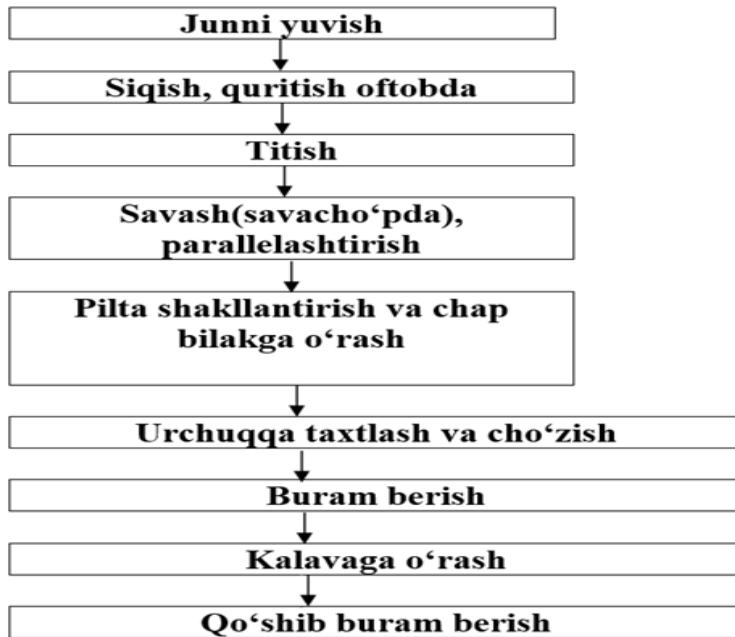 Junni yuvish
Siqish, quritish oftobda
Titish
Savash(savacho‘pda),
parallelashtirish
Pilta shakllantirish va chap
bilakga o‘rash
Urchuqqa taxtlash va cho‘zish
Buram berish
Kalavaga o‘rash
Qo‘shib buram berish